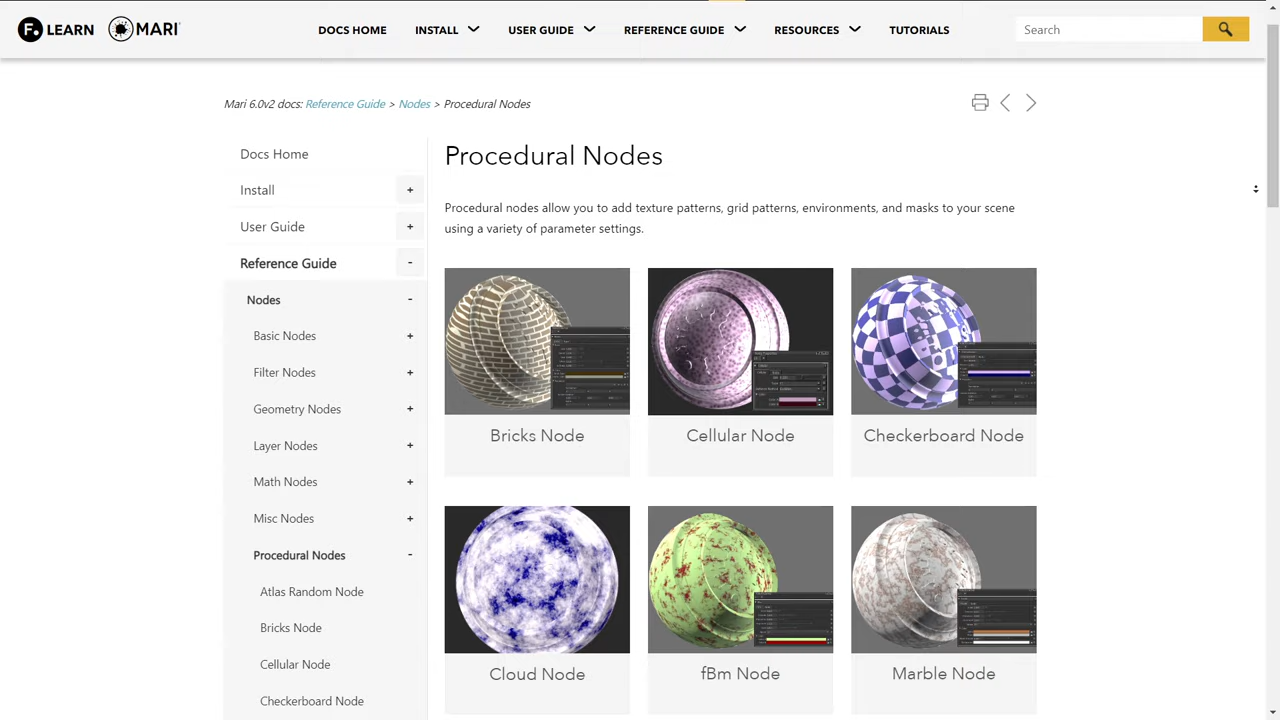 F. LEARN MARI
DOCS HOME
INSTALL
USER GUIDE
REFERENCE GUIDE
RESOURCES
TUTORIALS
Search
Mari 6.0v2 docs: Reference Guide > Nodes > Procedural Nodes
Docs Home
Install +
User Guide +
Reference Guide -
Nodes -
Basic Nodes +
Filter Nodes +
Geometry Nodes +
Layer Nodes +
Math Nodes +
Misc Nodes +
Procedural Nodes -
Atlas Random Node
ks Node
Cellular Node
Checkerboard Node
Procedural Nodes
Procedural nodes allow you to add texture patterns, grid patterns, environments, and masks to your scene
using a variety of parameter settings.
Bricks Node
Cellular Node
Checkerboard Node
Cloud Node
fBm Node
Marble Node